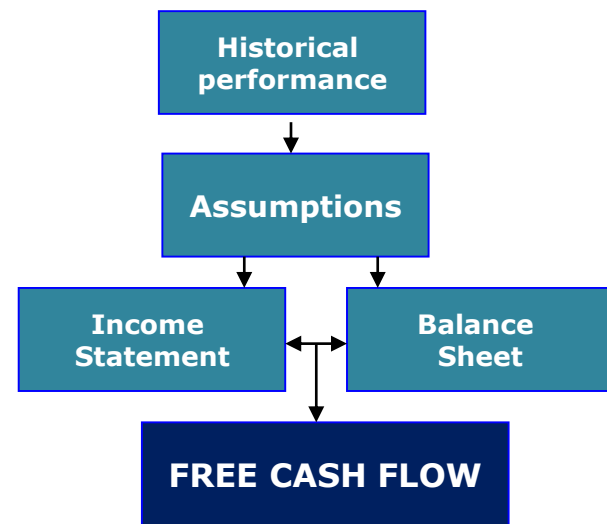 Historical
performance
Assumptions
Income
Statement
Balance
Sheet
FREE CASH FLOW